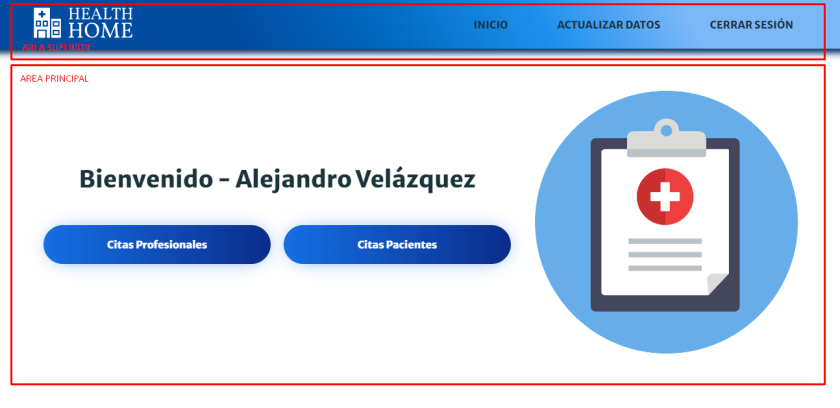 HEALTH
HOME
INICIO ACTUALIZAR DATOS CERRAR SESIÓN
AREA SUPERIOR
AREA PRINCIPAL
Bienvenido - Alejandro Velázquez
Citas Profesionales Citas Pacientes